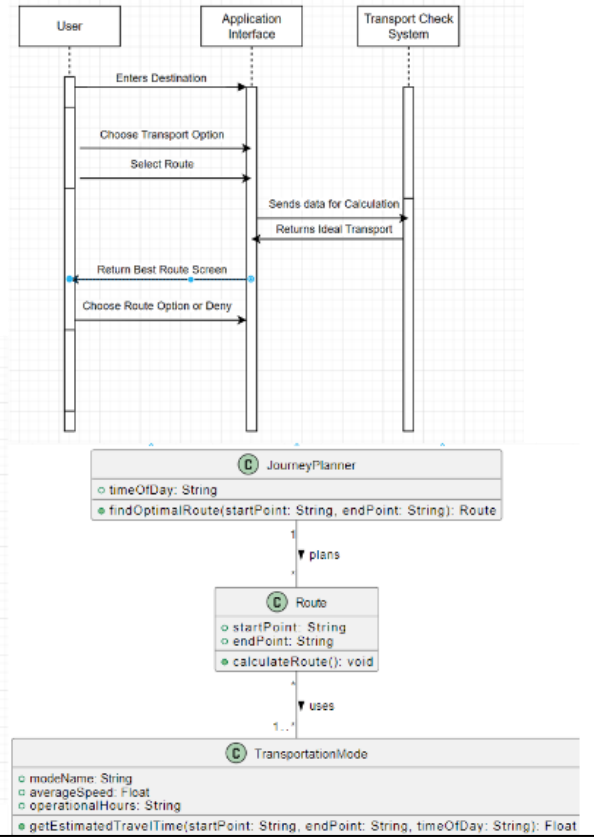 User
Application
Interface
Transport Check
System
Enters Destination
Choose Transport Option
Select Route
Sends data for Calculation
Returns Ideal Transport
Return Best Route Screen
Choose Route Option or Deny
C JourneyPlanner
timeOfDay: String
findOptimalRoute(startPoint: String, endPoint: String): Route
1
plans
*
C Route
startPoint: String
endPoint: String
calculateRoute(): void
*
uses
1..*
C TransportationMode
modeName: String
averageSpeed: Float
operationalHours: String
getEstimatedTravelTime(startPoint: String, endPoint: String, timeOfDay: String): Float